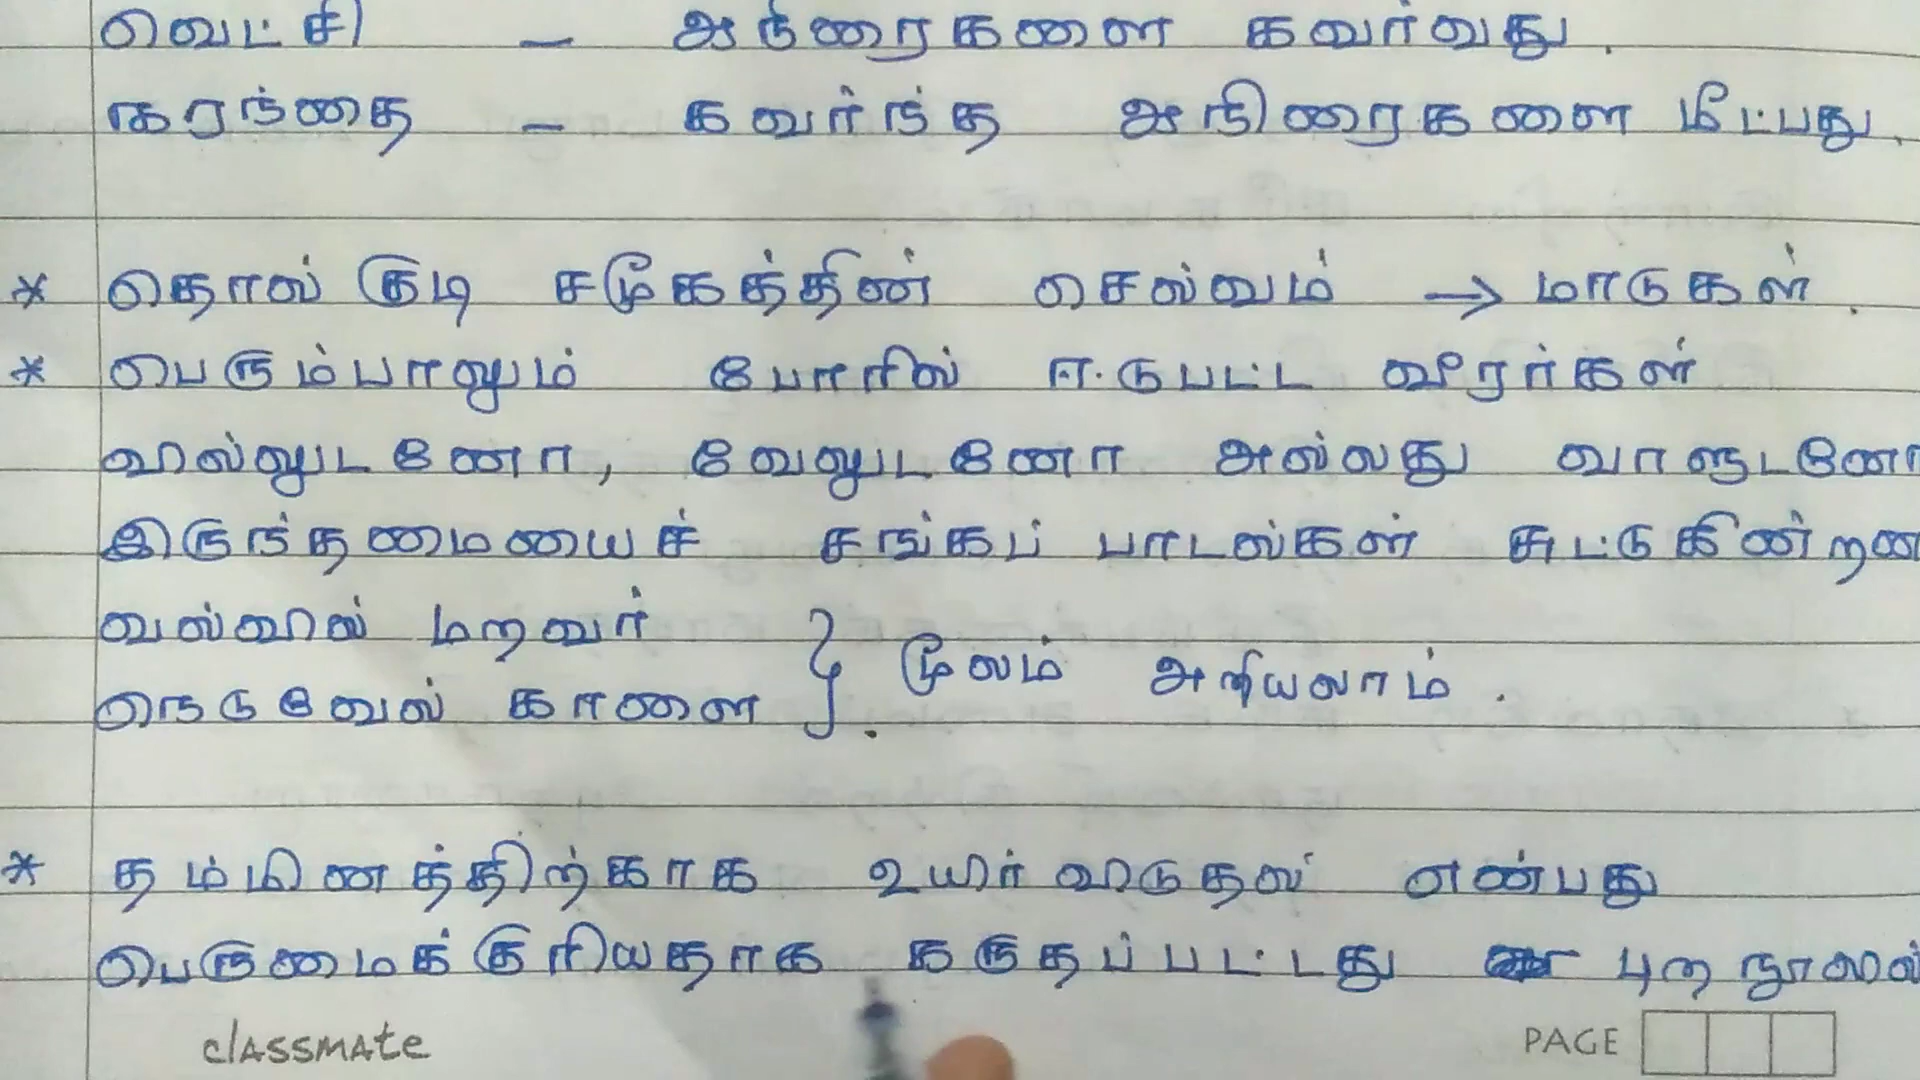 வெட்சி - ஆநிரைகளை கவர்வது.
கரந்தை - கவர்ந்த ஆநிரைகளை மீட்பது.
* தொல் குடி சமூகத்தின் செல்வம் → மாடுகள்.
* பெரும்பாலும் போரில் ஈடுபட்ட வீரர்கள்
வில்லுடனோ, வேலுடனோ அல்லது வாளுடனோ
இருந்தமையைச் சங்கப் பாடல்கள் சுட்டுகின்றன
வல்வில் மறவர்
நெடுவேல் காளை } மூலம் அறியலாம்.
* தம்மினத்திற்காக உயிர் விடுதல் என்பது
பெருமைக்குரியதாக கருதப்பட்டது புற நூலில்
classmate PAGE